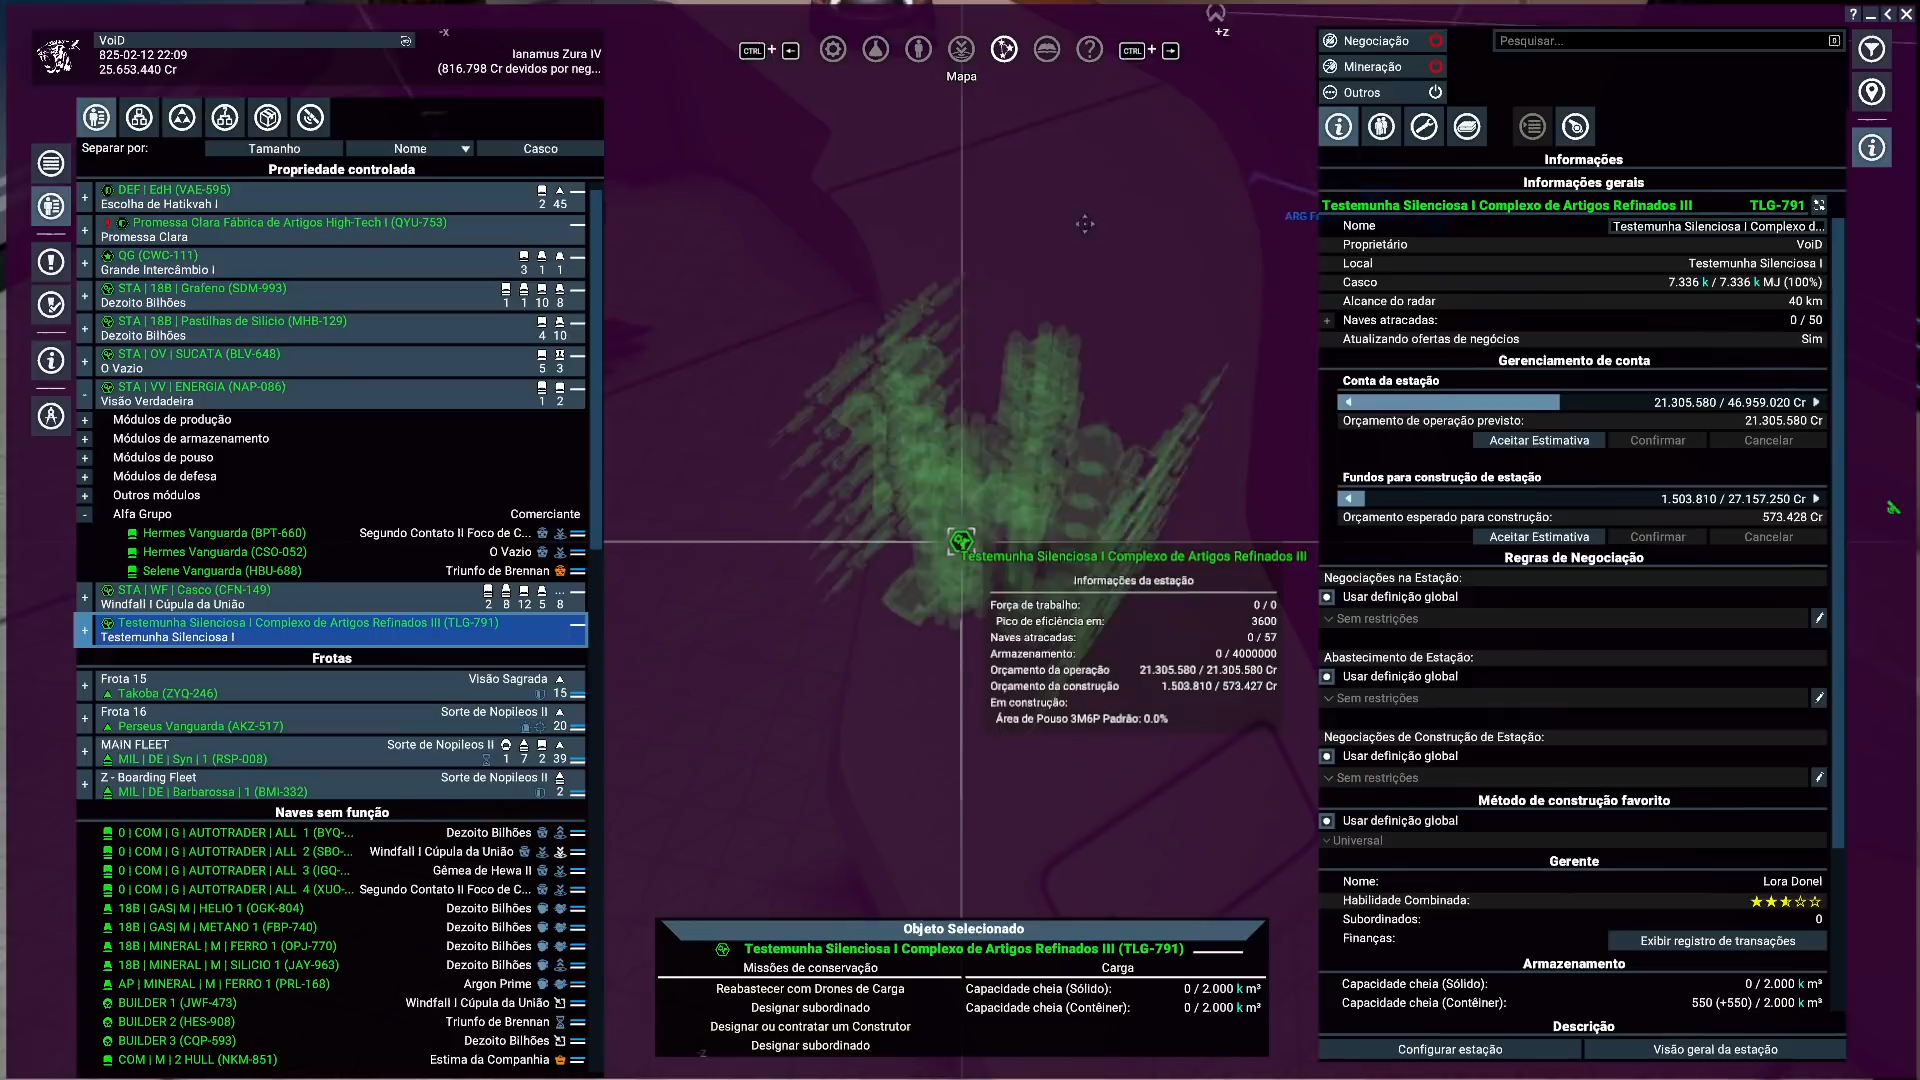 VoiD
825-02-12 22:09
25.653.440 Cr
Ianamus Zura IV
(816.798 Cr devidos por neg...
-x
CTRL + ←
CTRL + →
Mapa
+z
Separar por:
Tamanho
Nome
Casco
Propriedade controlada
DEF | EdH (VAE-595)
Escolha de Hatikvah I
2 45
Promessa Clara Fábrica de Artigos High-Tech I (QYU-753)
Promessa Clara
QG (CWC-111)
Grande Intercâmbio I
3 1 1
STA | 18B | Grafeno (SDM-993)
Dezoito Bilhões
1 1 10 8
STA | 18B | Pastilhas de Silicio (MHB-129)
Dezoito Bilhões
4 10
STA | OV | SUCATA (BLV-648)
O Vazio
5 3
STA | VV | ENERGIA (NAP-086)
Visão Verdadeira
1 2
+ Módulos de produção
+ Módulos de armazenamento
+ Módulos de pouso
+ Módulos de defesa
+ Outros módulos
- Alfa Grupo Comerciante
Hermes Vanguarda (BPT-660) Segundo Contato II Foco de C...
Hermes Vanguarda (CSO-052) O Vazio
Selene Vanguarda (HBU-688) Triunfo de Brennan
STA | WF | Casco (CFN-149)
Windfall I Cúpula da União
2 8 12 5 8
Testemunha Silenciosa I Complexo de Artigos Refinados III (TLG-791)
Testemunha Silenciosa I
Frotas
Frota 15 Visão Sagrada
Takoba (ZYQ-246) 15
Frota 16 Sorte de Nopileos II
Perseus Vanguarda (AKZ-517) 20
MAIN FLEET Sorte de Nopileos II
MIL | DE | Syn | 1 (RSP-008) 1 7 2 39
Z - Boarding Fleet Sorte de Nopileos II
MIL | DE | Barbarossa | 1 (BMI-332) 2
Naves sem função
0 | COM | G | AUTOTRADER | ALL 1 (BYQ-... Dezoito Bilhões
0 | COM | G | AUTOTRADER | ALL 2 (SBO-... Windfall I Cúpula da União
0 | COM | G | AUTOTRADER | ALL 3 (IGQ-... Gêmea de Hewa II
0 | COM | G | AUTOTRADER | ALL 4 (XUO-... Segundo Contato II Foco de C...
18B | GAS| M | HELIO 1 (OGK-804) Dezoito Bilhões
18B | GAS| M | METANO 1 (FBP-740) Dezoito Bilhões
18B | MINERAL | M | FERRO 1 (OPJ-770) Dezoito Bilhões
18B | MINERAL | M | SILICIO 1 (JAY-963) Dezoito Bilhões
AP | MINERAL | M | FERRO 1 (PRL-168) Argon Prime
BUILDER 1 (JWF-473) Windfall I Cúpula da União
BUILDER 2 (HES-908) Triunfo de Brennan
BUILDER 3 (CQP-593) Dezoito Bilhões
COM | M | 2 HULL (NKM-851) Estima da Companhia
Testemunha Silenciosa I Complexo de Artigos Refinados III
Informações da estação
Força de trabalho: 0 / 0
Pico de eficiência em: 3600
Naves atracadas: 0 / 57
Armazenamento: 0 / 4000000
Orçamento da operação 21.305.580 / 21.305.580 Cr
Orçamento da construção 1.503.810 / 573.427 Cr
Em construção:
Área de Pouso 3M6P Padrão: 0.0%
-z
Objeto Selecionado
Testemunha Silenciosa I Complexo de Artigos Refinados III (TLG-791)
Missões de conservação Carga
Reabastecer com Drones de Carga Capacidade cheia (Sólido): 0 / 2.000 k m³
Designar subordinado Capacidade cheia (Contêiner): 0 / 2.000 k m³
Designar ou contratar um Construtor
Designar subordinado
Negociação
Mineração
Outros
Pesquisar...
Informações
Informações gerais
Testemunha Silenciosa I Complexo de Artigos Refinados III TLG-791
Nome Testemunha Silenciosa I Complexo d...
Proprietário VoiD
Local Testemunha Silenciosa I
Casco 7.336 k / 7.336 k MJ (100%)
Alcance do radar 40 km
+ Naves atracadas: 0 / 50
Atualizando ofertas de negócios Sim
Gerenciamento de conta
Conta da estação
21.305.580 / 46.959.020 Cr
Orçamento de operação previsto: 21.305.580 Cr
Aceitar Estimativa Confirmar Cancelar
Fundos para construção de estação
1.503.810 / 27.157.250 Cr
Orçamento esperado para construção: 573.428 Cr
Aceitar Estimativa Confirmar Cancelar
Regras de Negociação
Negociações na Estação:
Usar definição global
Sem restrições
Abastecimento de Estação:
Usar definição global
Sem restrições
Negociações de Construção de Estação:
Usar definição global
Sem restrições
Método de construção favorito
Usar definição global
Universal
Gerente
Nome: Lora Donel
Habilidade Combinada:
Subordinados: 0
Finanças: Exibir registro de transações
Armazenamento
Capacidade cheia (Sólido): 0 / 2.000 k m³
Capacidade cheia (Contêiner): 550 (+550) / 2.000 k m³
Descrição
Configurar estação Visão geral da estação